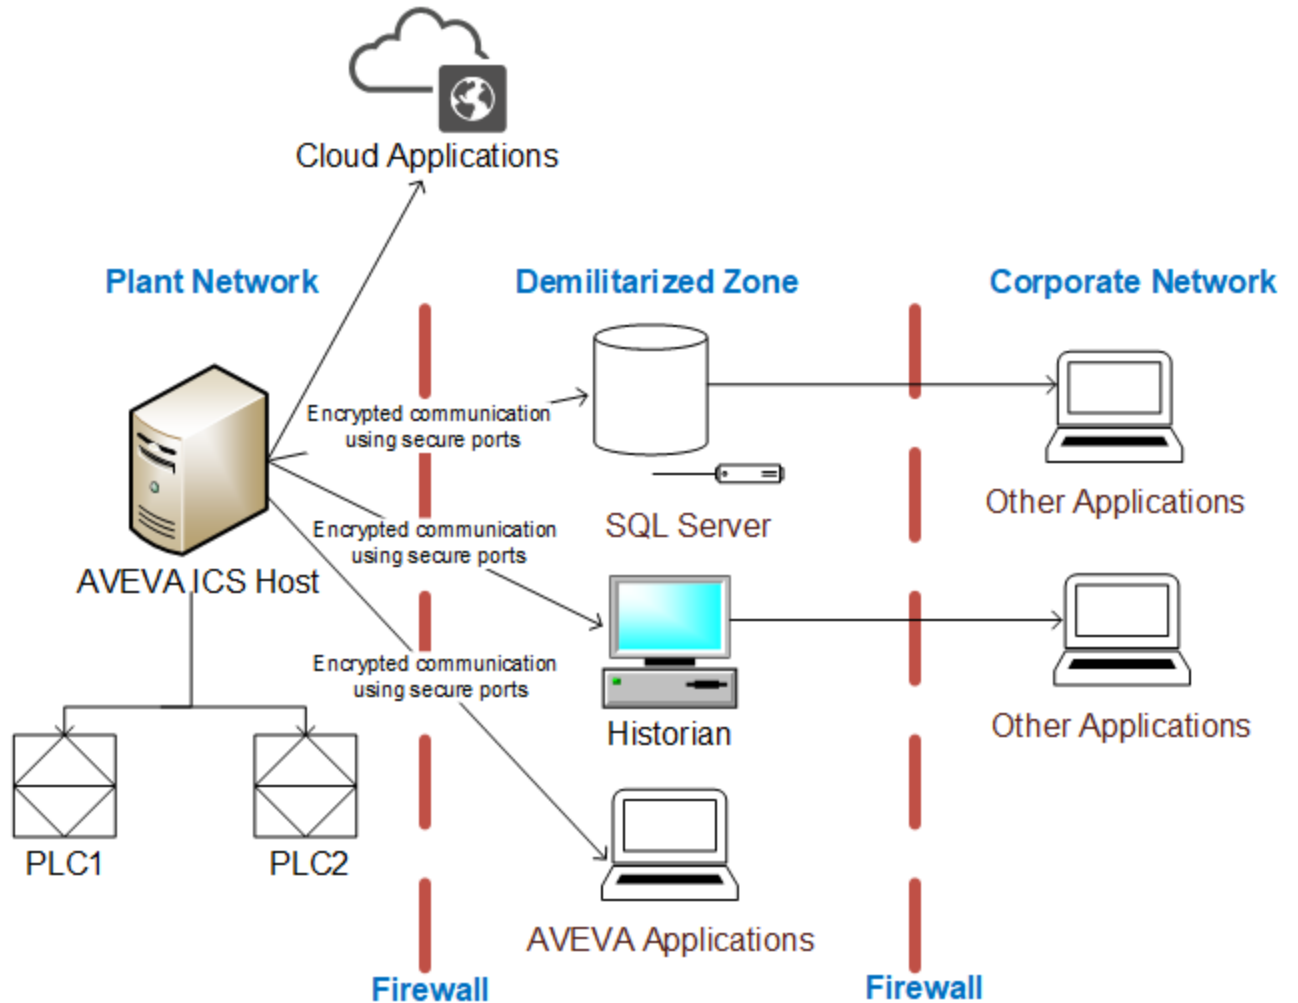 Cloud Applications
Plant Network
Demilitarized Zone
Corporate Network
Encrypted communication
using secure ports
Other Applications
SQL Server
Encrypted communication
using secure ports
AVEVA ICS Host
Encrypted communication
using secure ports
Historian
Other Applications
PLC1
PLC2
AVEVA Applications
Firewall
Firewall